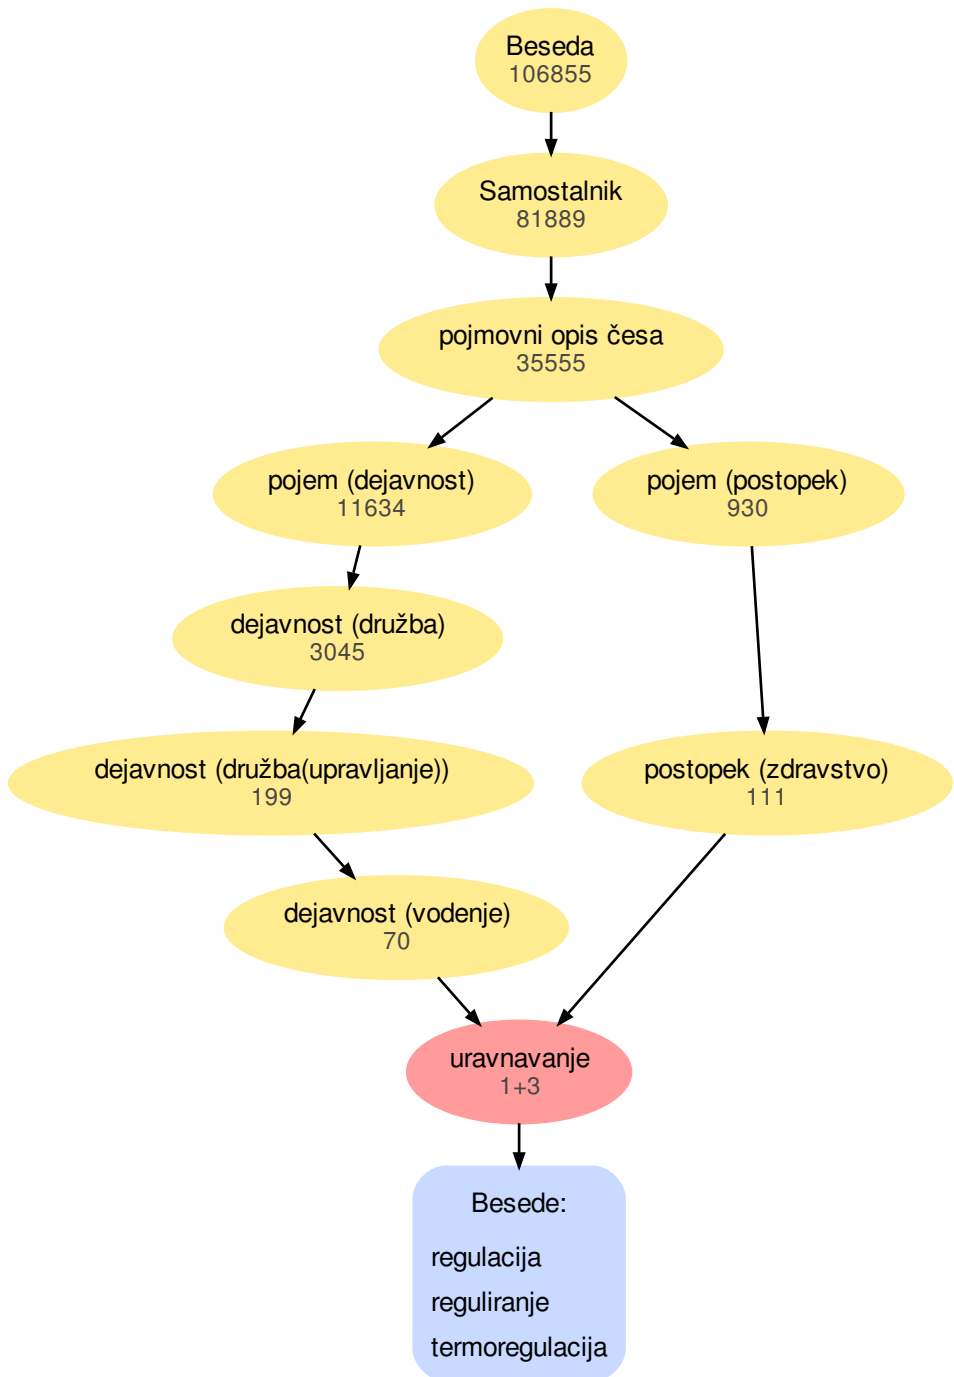 Beseda
106855
Samostalnik
81889
pojmovni opis česa
35555
pojem (dejavnost)
11634
pojem (postopek)
930
dejavnost (družba)
3045
dejavnost (družba(upravljanje))
199
postopek (zdravstvo)
111
dejavnost (vodenje)
70
uravnavanje
1+3
Besede:
regulacija
reguliranje
termoregulacija